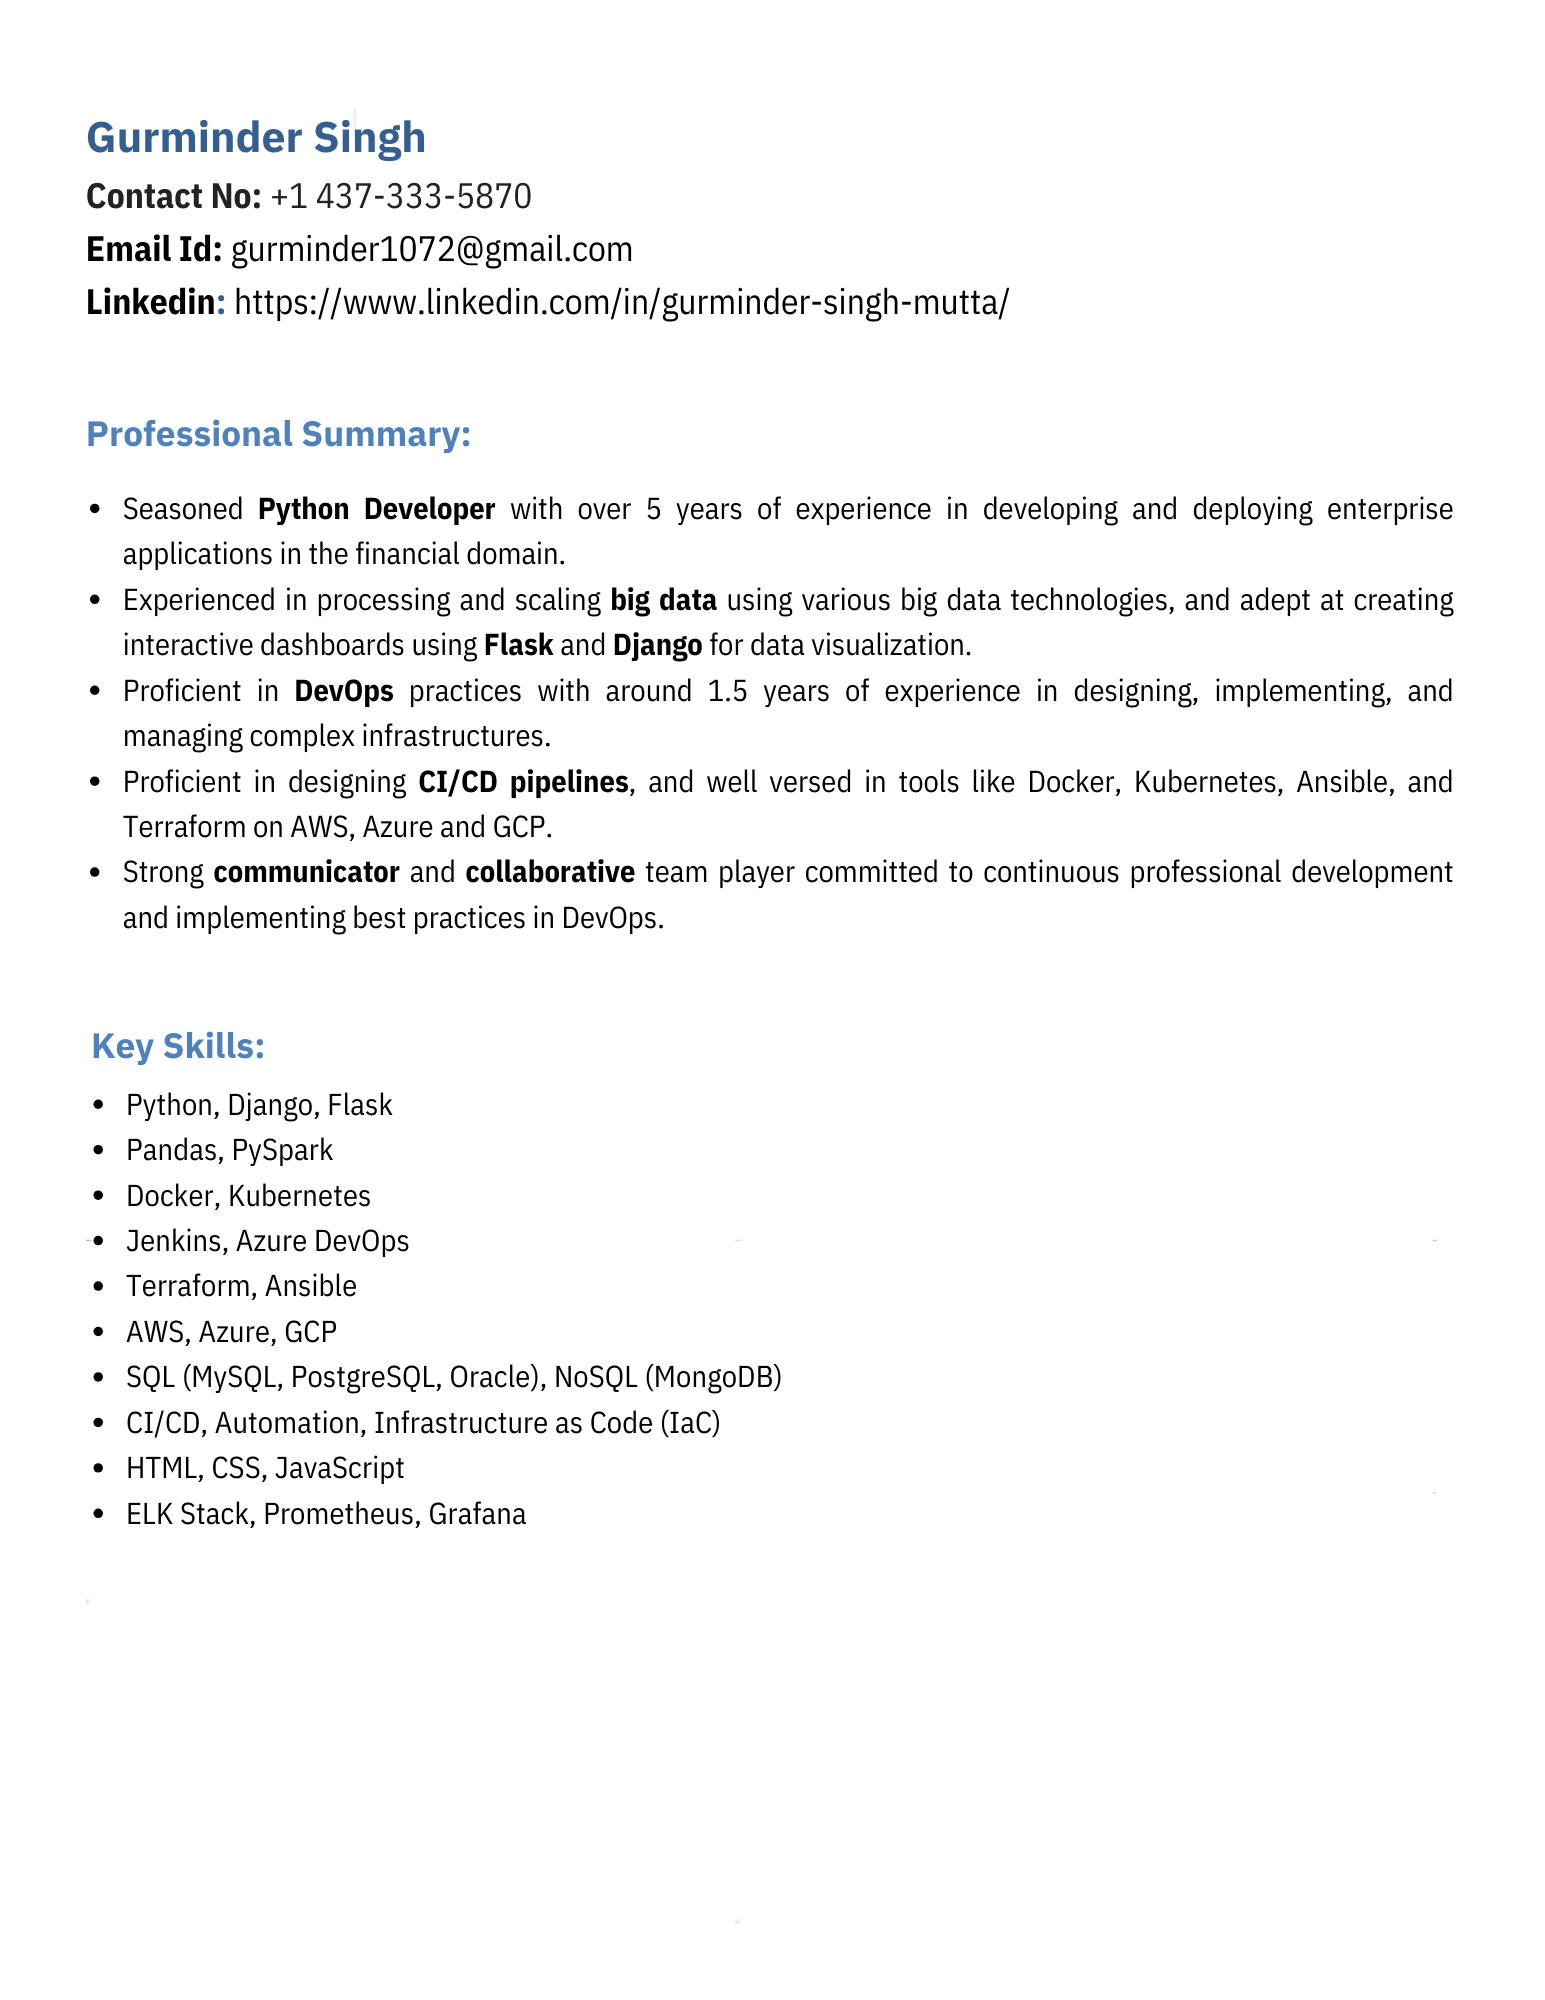 Gurminder Singh
Contact No: +1 437-333-5870
Email Id: gurminder1072@gmail.com
Linkedin: https://www.linkedin.com/in/gurminder-singh-mutta/
Professional Summary:
• Seasoned Python Developer with over 5 years of experience in developing and deploying enterprise
applications in the financial domain.
• Experienced in processing and scaling big data using various big data technologies, and adept at creating
interactive dashboards using Flask and Django for data visualization.
• Proficient in DevOps practices with around 1.5 years of experience in designing, implementing, and
managing complex infrastructures.
• Proficient in designing CI/CD pipelines, and well versed in tools like Docker, Kubernetes, Ansible, and
Terraform on AWS, Azure and GCP.
• Strong communicator and collaborative team player committed to continuous professional development
and implementing best practices in DevOps.
Key Skills:
• Python, Django, Flask
• Pandas, PySpark
• Docker, Kubernetes
• Jenkins, Azure DevOps
• Terraform, Ansible
• AWS, Azure, GCP
• SQL (MySQL, PostgreSQL, Oracle), NoSQL (MongoDB)
• CI/CD, Automation, Infrastructure as Code (IaC)
• HTML, CSS, JavaScript
• ELK Stack, Prometheus, Grafana